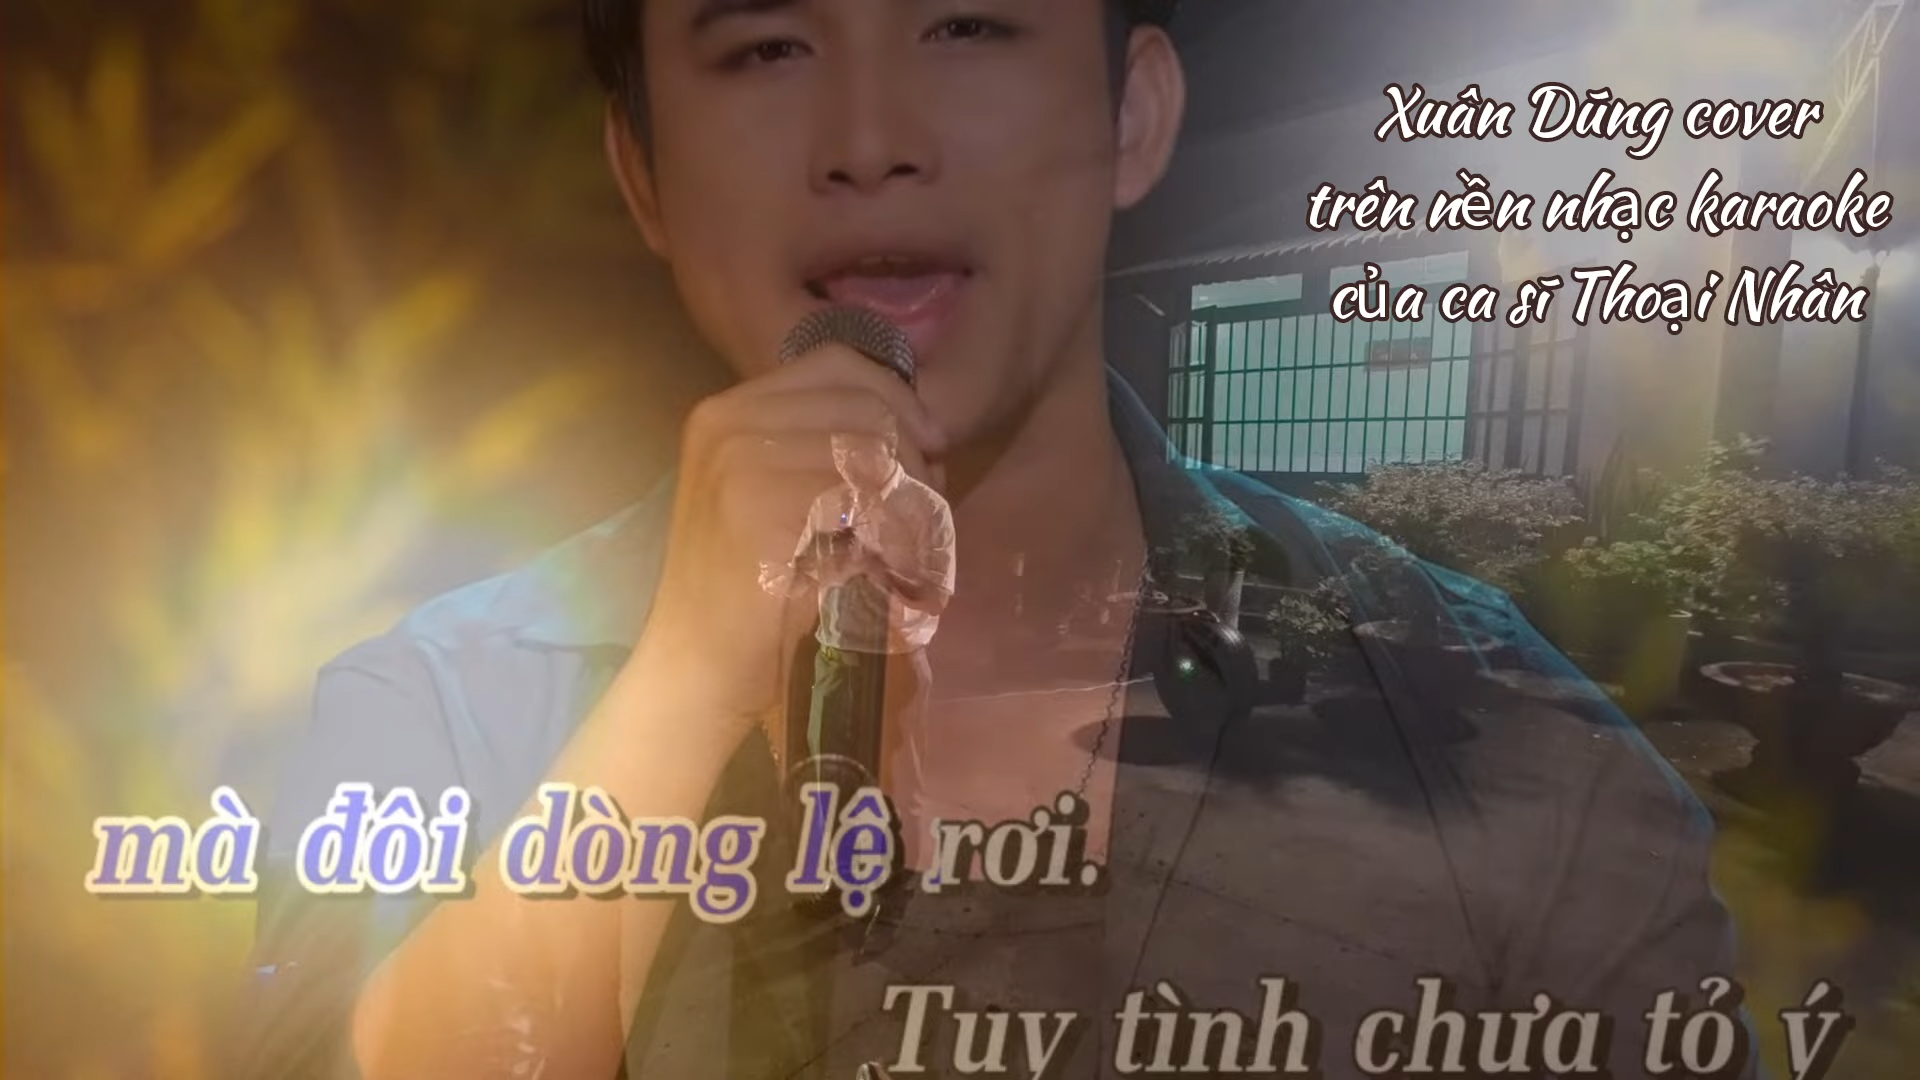 Xuân Dũng cover
trên nền nhạc karaoke
của ca sĩ Thoại Nhân
mà đôi dòng lệ rơi.
Tuy tình chưa tỏ ý